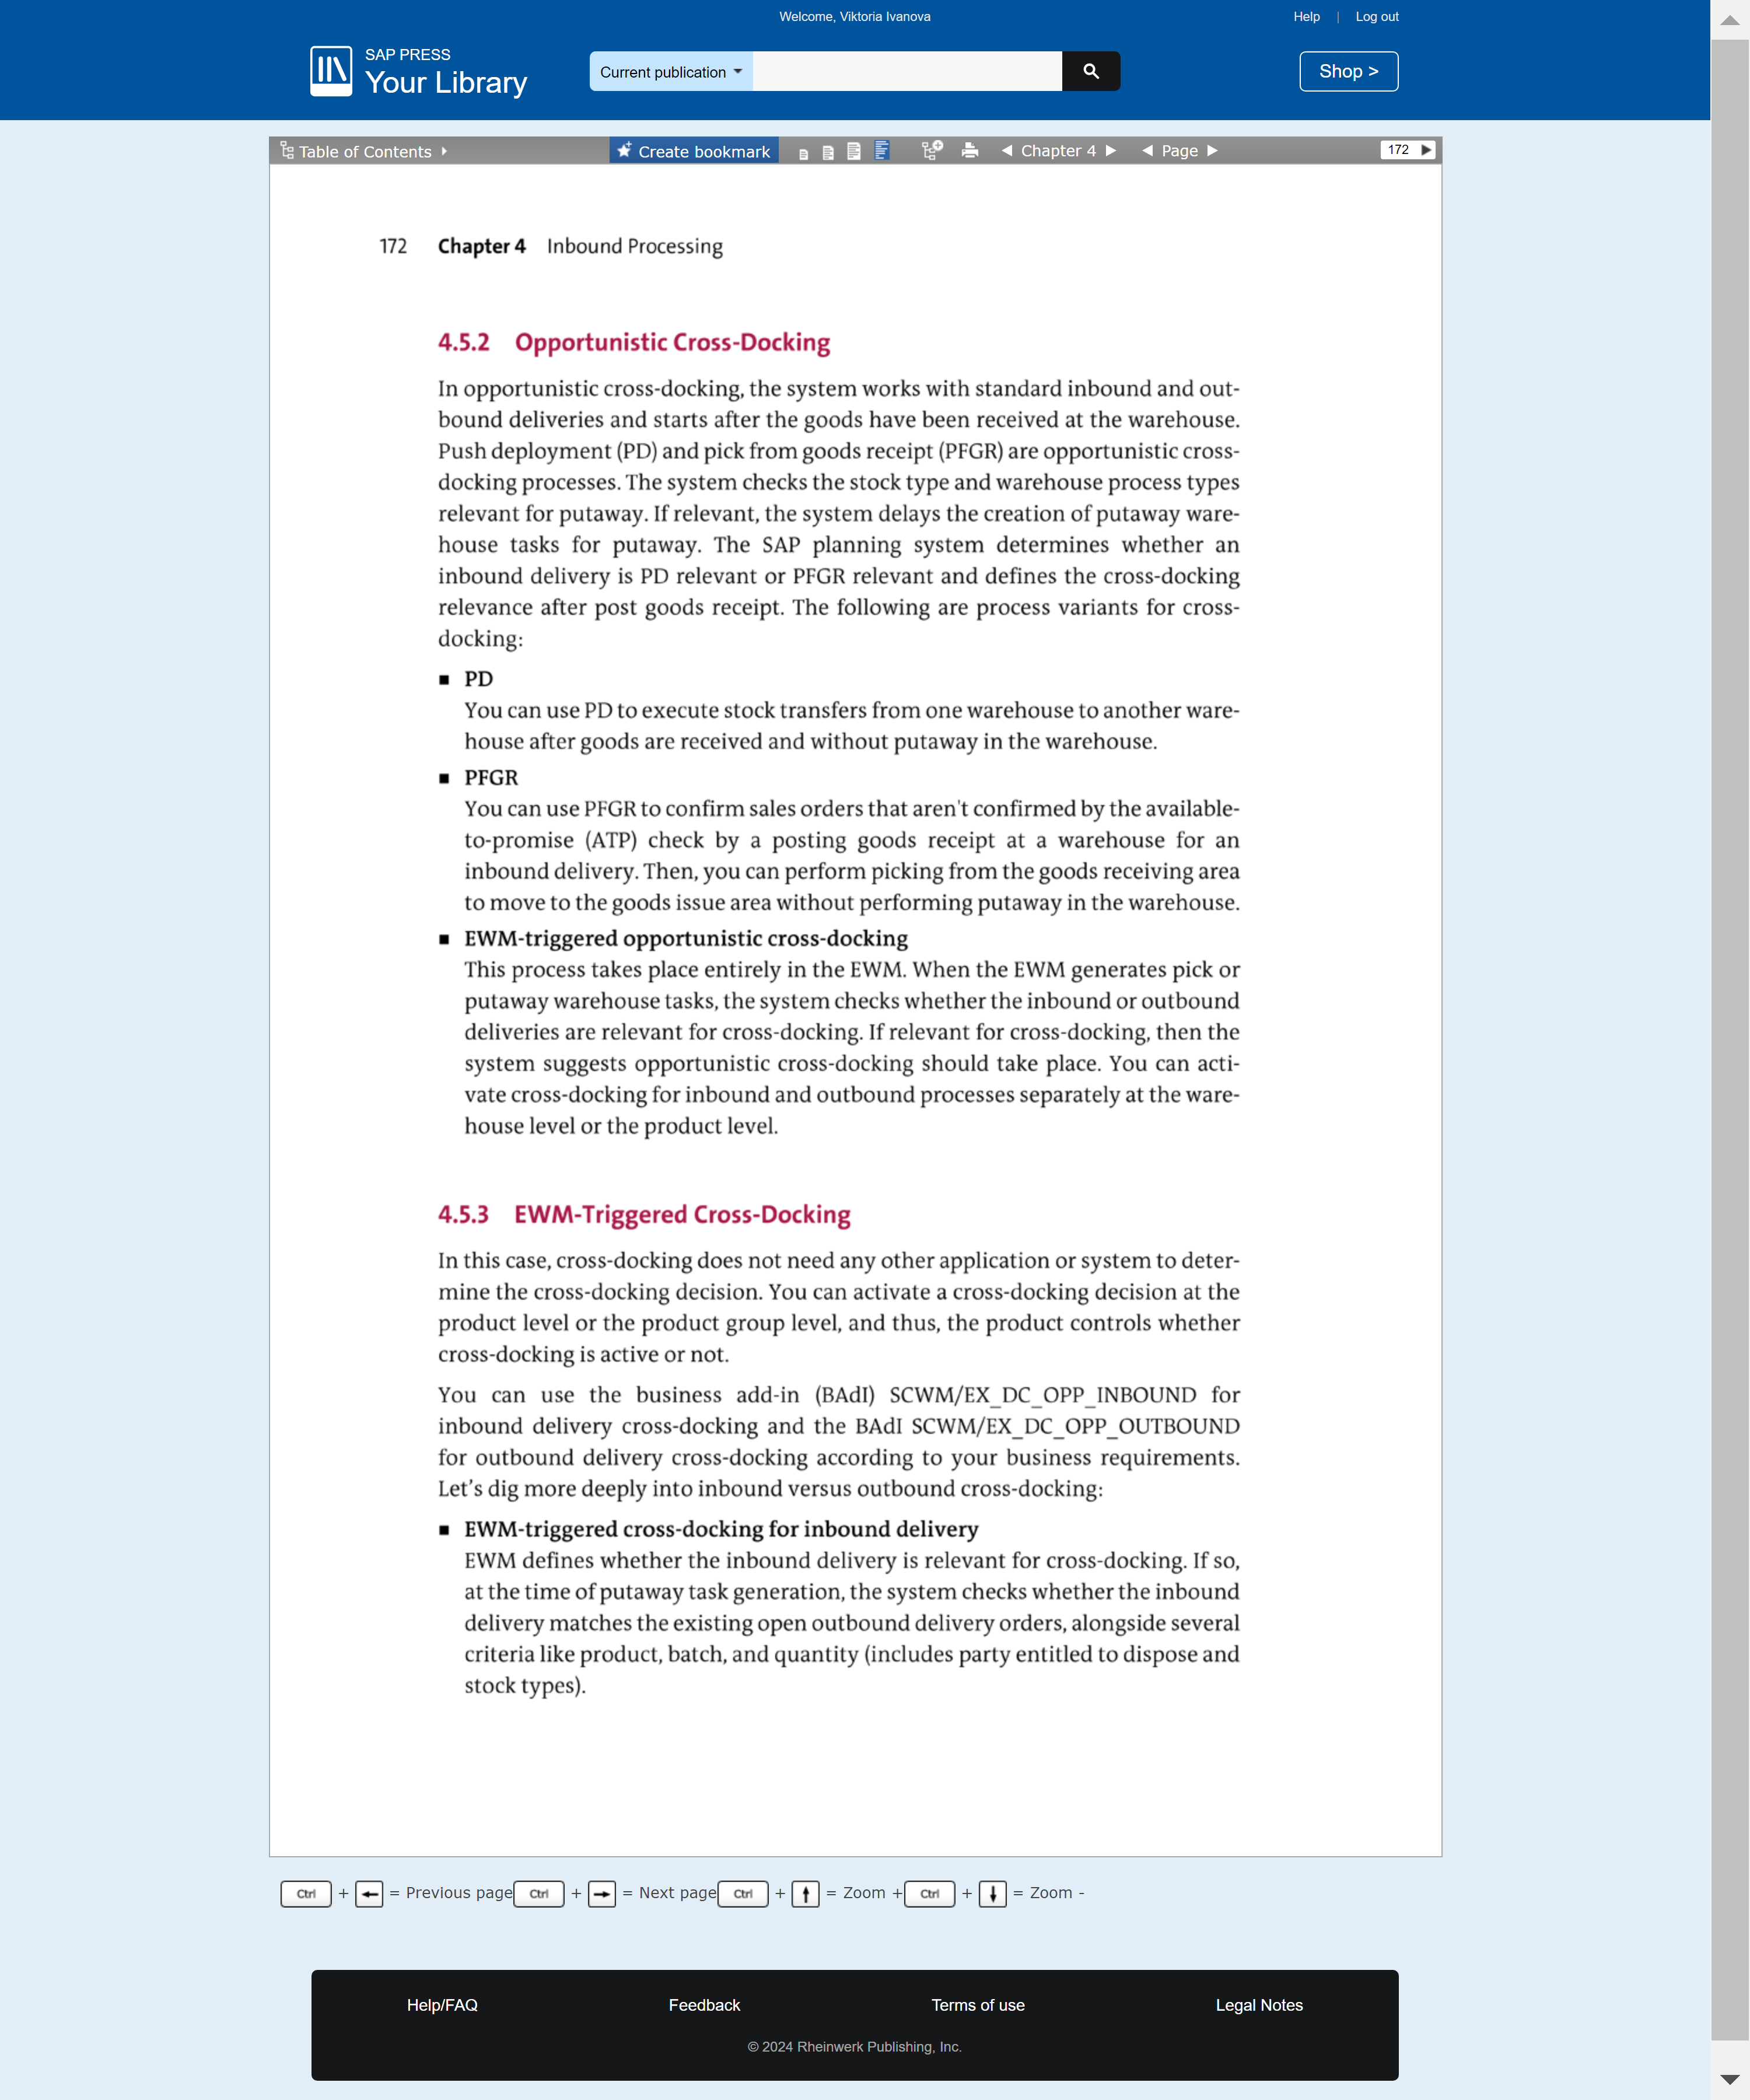 Welcome, Viktoria Ivanova
Help | Log out
SAP PRESS
Your Library
Current publication
Shop >
Table of Contents
Create bookmark
Chapter 4
Page
172
172 Chapter 4 Inbound Processing
4.5.2 Opportunistic Cross-Docking
In opportunistic cross-docking, the system works with standard inbound and out-
bound deliveries and starts after the goods have been received at the warehouse.
Push deployment (PD) and pick from goods receipt (PFGR) are opportunistic cross-
docking processes. The system checks the stock type and warehouse process types
relevant for putaway. If relevant, the system delays the creation of putaway ware-
house tasks for putaway. The SAP planning system determines whether an
inbound delivery is PD relevant or PFGR relevant and defines the cross-docking
relevance after post goods receipt. The following are process variants for cross-
docking:
■ PD
You can use PD to execute stock transfers from one warehouse to another ware-
house after goods are received and without putaway in the warehouse.
■ PFGR
You can use PFGR to confirm sales orders that aren't confirmed by the available-
to-promise (ATP) check by a posting goods receipt at a warehouse for an
inbound delivery. Then, you can perform picking from the goods receiving area
to move to the goods issue area without performing putaway in the warehouse.
■ EWM-triggered opportunistic cross-docking
This process takes place entirely in the EWM. When the EWM generates pick or
putaway warehouse tasks, the system checks whether the inbound or outbound
deliveries are relevant for cross-docking. If relevant for cross-docking, then the
system suggests opportunistic cross-docking should take place. You can acti-
vate cross-docking for inbound and outbound processes separately at the ware-
house level or the product level.
4.5.3 EWM-Triggered Cross-Docking
In this case, cross-docking does not need any other application or system to deter-
mine the cross-docking decision. You can activate a cross-docking decision at the
product level or the product group level, and thus, the product controls whether
cross-docking is active or not.
You can use the business add-in (BAdI) SCWM/EX_DC_OPP_INBOUND for
inbound delivery cross-docking and the BAdI SCWM/EX_DC_OPP_OUTBOUND
for outbound delivery cross-docking according to your business requirements.
Let’s dig more deeply into inbound versus outbound cross-docking:
■ EWM-triggered cross-docking for inbound delivery
EWM defines whether the inbound delivery is relevant for cross-docking. If so,
at the time of putaway task generation, the system checks whether the inbound
delivery matches the existing open outbound delivery orders, alongside several
criteria like product, batch, and quantity (includes party entitled to dispose and
stock types).
Ctrl + ← = Previous page Ctrl + → = Next page Ctrl + ↑ = Zoom + Ctrl + ↓ = Zoom -
Help/FAQ Feedback Terms of use Legal Notes
© 2024 Rheinwerk Publishing, Inc.